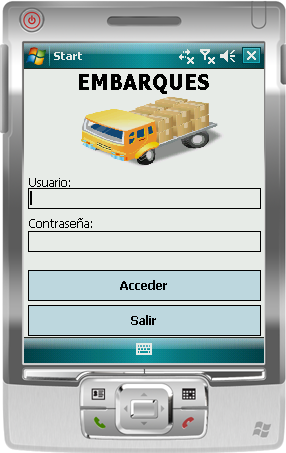 Start
EMBARQUES
Usuario:
Contraseña:
Acceder
Salir